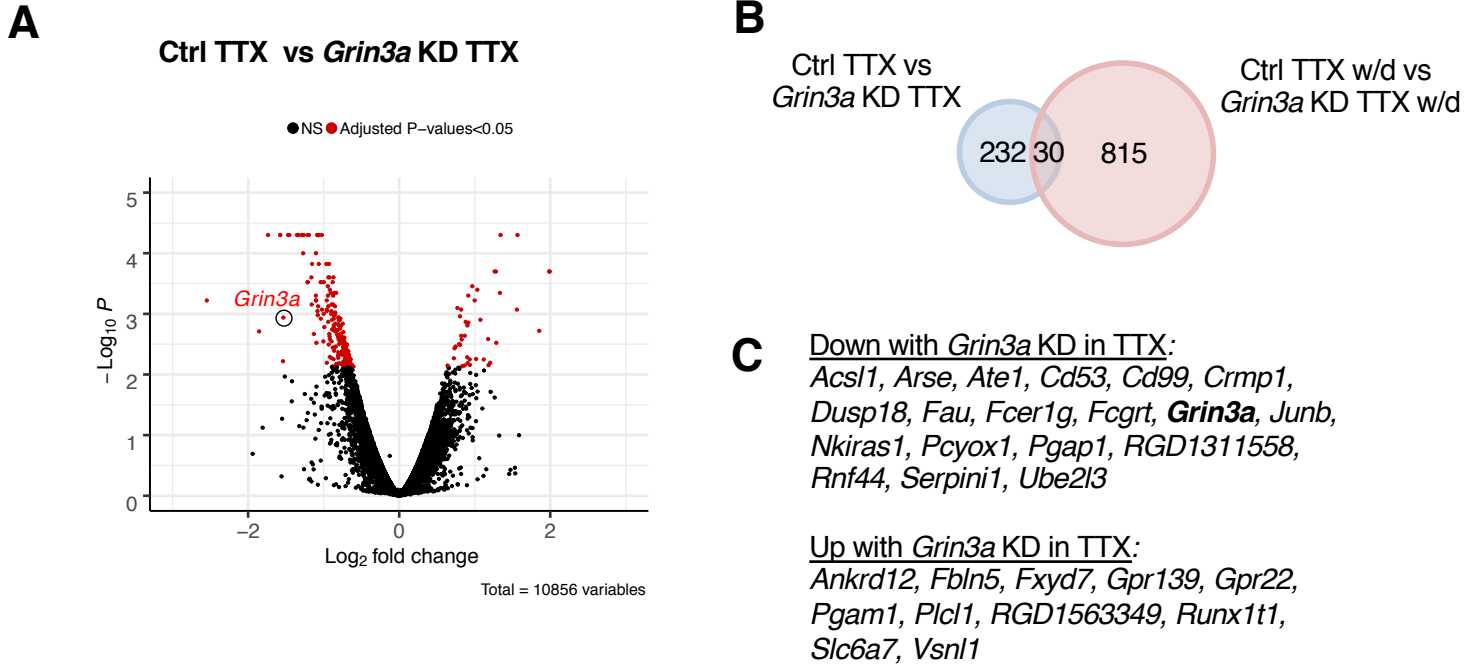 A
Ctrl TTX vs Grin3a KD TTX
NS Adjusted P-values<0.05
5
4
3
2
1
0
Grin3a
−Log10 P
−2 0 2
Log2 fold change
Total = 10856 variables
B
Ctrl TTX vs
Grin3a KD TTX
Ctrl TTX w/d vs
Grin3a KD TTX w/d
232 30 815
C
Down with Grin3a KD in TTX:
Acsl1, Arse, Ate1, Cd53, Cd99, Crmp1,
Dusp18, Fau, Fcer1g, Fcgrt, Grin3a, Junb,
Nkiras1, Pcyox1, Pgap1, RGD1311558,
Rnf44, Serpini1, Ube2l3
Up with Grin3a KD in TTX:
Ankrd12, Fbln5, Fxyd7, Gpr139, Gpr22,
Pgam1, Plcl1, RGD1563349, Runx1t1,
Slc6a7, Vsnl1